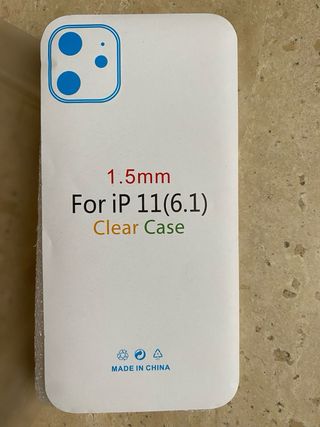 1.5mm
For iP 11(6.1)
Clear Case
MADE IN CHINA